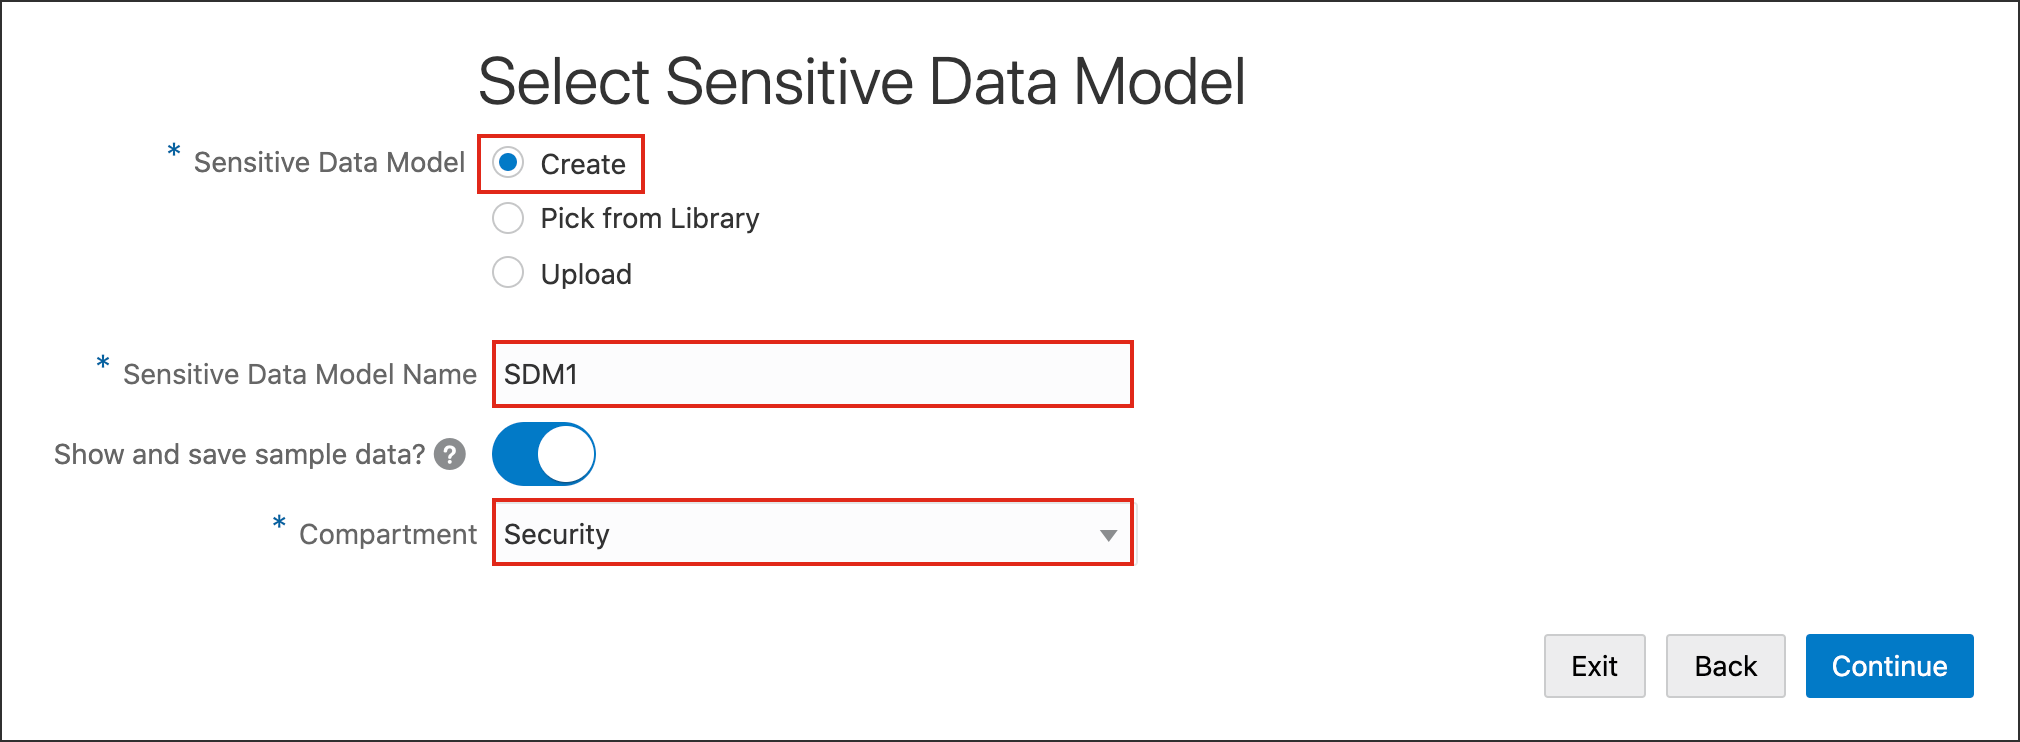 Select Sensitive Data Model
* Sensitive Data Model Create
Pick from Library
Upload
* Sensitive Data Model Name SDM1
Show and save sample data? ?
* Compartment Security
Exit Back Continue